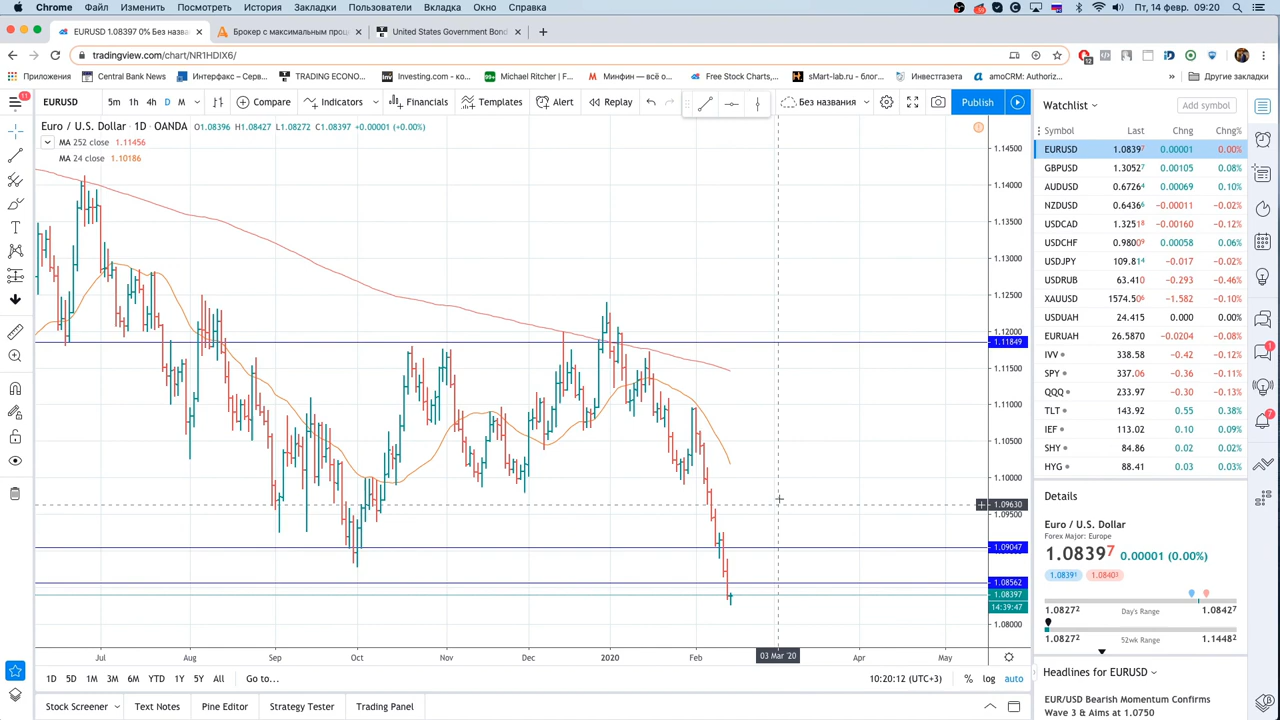 Chrome Файл Изменить Посмотреть История Закладки Пользователи Вкладка Окно Справка Пт, 14 февр. 09:20
EURUSD 1.08397 0% Без назва Брокер с максимальным проц United States Government Bond
tradingview.com/chart/NR1HDIX6/
12
Приложения Central Bank News Интерфакс – Серв... TRADING ECONO... Investing.com - ко... Michael Ritcher /... Минфин — всё о... Free Stock Charts,... sMart-lab.ru - блог... Инвестгазета amoCRM: Authoriz... » Другие закладки
11
EURUSD 5m 1h 4h D M Compare Indicators Financials Templates Alert Replay Без названия Publish
Watchlist Add symbol
Euro / U.S. Dollar · 1D · OANDA O1.08396 H1.08427 L1.08272 C1.08397 +0.00001 (+0.00%)
MA 252 close 1.11456
MA 24 close 1.10186
1.14500
1.14000
1.13500
1.13000
1.12500
1.12000
1.11849
1.11500
1.11000
1.10500
1.10000
1.09630
1.09500
1.09047
1.08562
1.08397
14:39:47
1.08000
Jul Aug Sep Oct Nov Dec 2020 Feb 03 Mar '20 Apr May
1D 5D 1M 3M 6M YTD 1Y 5Y All Go to... 10:20:12 (UTC+3) % log auto
Stock Screener Text Notes Pine Editor Strategy Tester Trading Panel
Symbol Last Chng Chng%
EURUSD 1.08397 0.00001 0.00%
GBPUSD 1.30527 0.00105 0.08%
AUDUSD 0.67264 0.00069 0.10%
NZDUSD 0.64366 −0.00011 −0.02%
USDCAD 1.32518 −0.00160 −0.12%
USDCHF 0.98009 0.00058 0.06%
USDJPY 109.814 −0.017 −0.02%
USDRUB 63.410 −0.293 −0.46%
XAUUSD 1574.506 −1.582 −0.10%
USDUAH 24.415 0.000 0.00%
EURUAH 26.5870 −0.0204 −0.08%
IVV 338.58 −0.42 −0.12%
SPY 337.06 −0.36 −0.11%
QQQ 233.97 −0.30 −0.13%
TLT 143.92 0.55 0.38%
IEF 113.02 0.10 0.09%
SHY 84.86 0.02 0.02%
HYG 88.41 0.03 0.03%
1
7
Details
Euro / U.S. Dollar
Forex Major: Europe
1.08397 0.00001 (0.00%)
1.08391 1.08403
1.08272 Day's Range 1.08427
1.08272 52wk Range 1.14482
Headlines for EURUSD
EUR/USD Bearish Momentum Confirms
Wave 3 & Aims at 1.0750